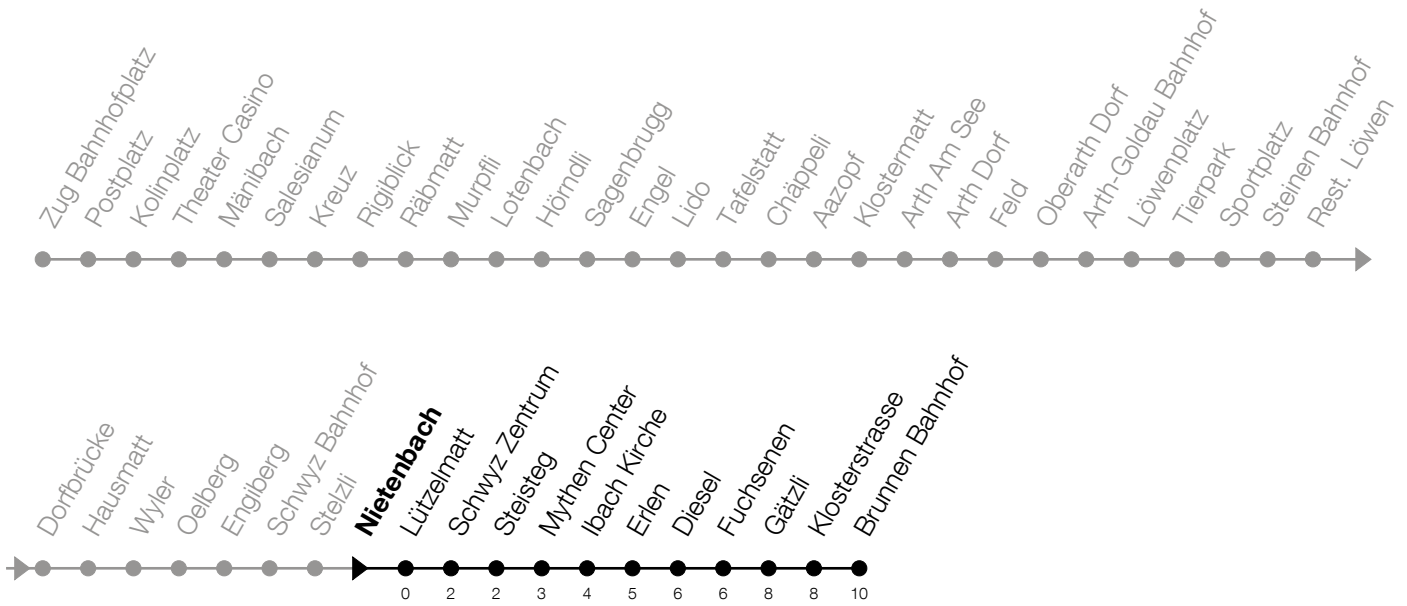 Zug Bahnhofplatz
Postplatz
Kolinplatz
Theater Casino
Mänibach
Salesianum
Kreuz
Rigiblick
Räbmatt
Murpfli
Lotenbach
Hörndli
Sagenbrugg
Engel
Lido
Tafelstatt
Chäppeli
Aazopf
Klostermatt
Arth Am See
Arth Dorf
Feld
Oberarth Dorf
Arth-Goldau Bahnhof
Löwenplatz
Tierpark
Sportplatz
Steinen Bahnhof
Rest. Löwen
Dorfbrücke
Hausmatt
Wyler
Oelberg
Engiberg
Schwyz Bahnhof
Stelzli
Nietenbach
Lützelmatt
Schwyz Zentrum
Steisteg
Mythen Center
Ibach Kirche
Erlen
Diesel
Fuchsenen
Gätzli
Klosterstrasse
Brunnen Bahnhof
0 2 2 3 4 5 6 6 8 8 10